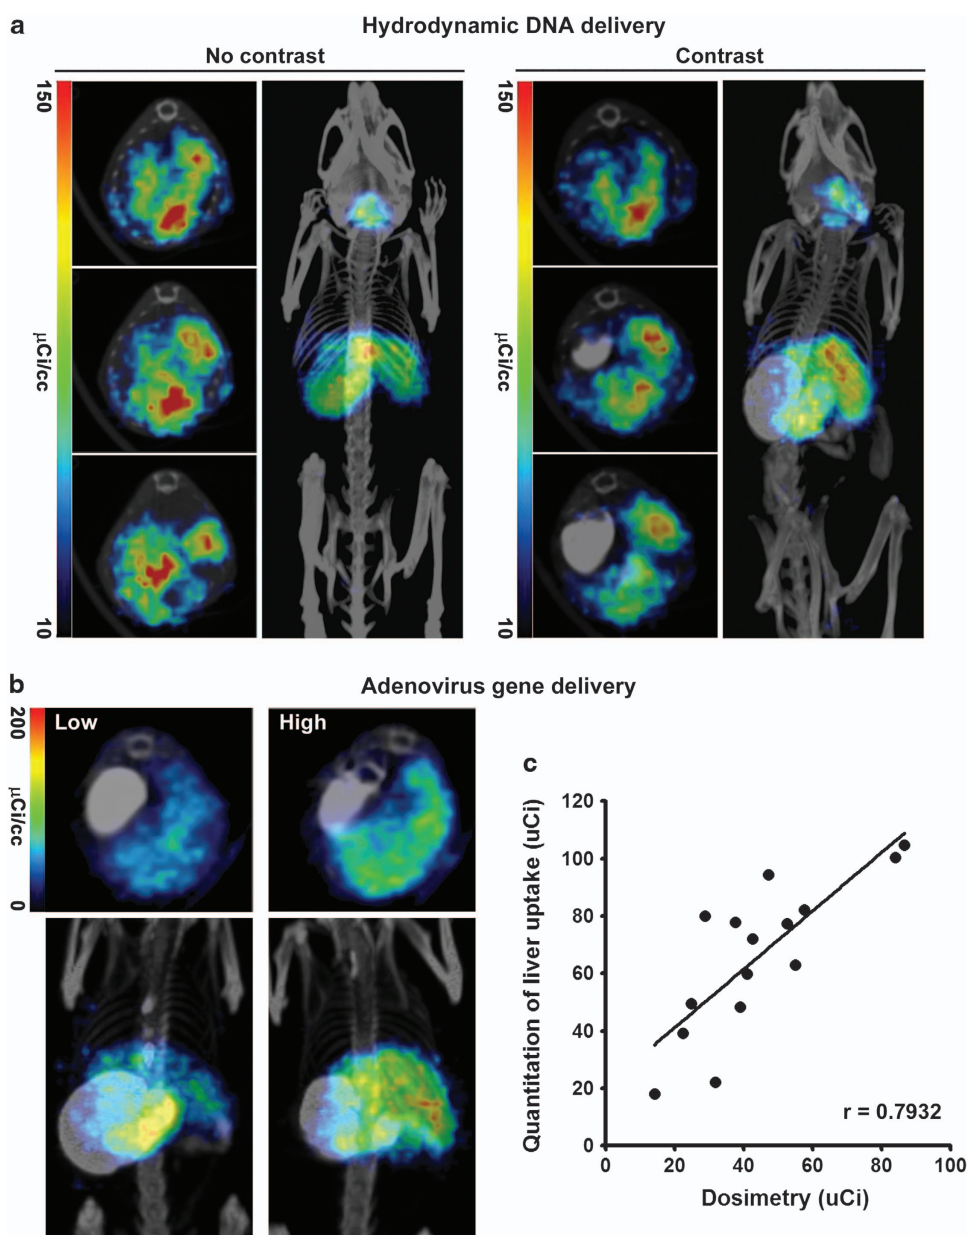 a
Hydrodynamic DNA delivery
No contrast
Contrast
150
μCi/cc
10
150
μCi/cc
10
b
Adenovirus gene delivery
200
μCi/cc
0
Low
High
c
Quantitation of liver uptake (uCi)
120
100
80
60
40
20
0
r = 0.7932
0 20 40 60 80 100
Dosimetry (uCi)